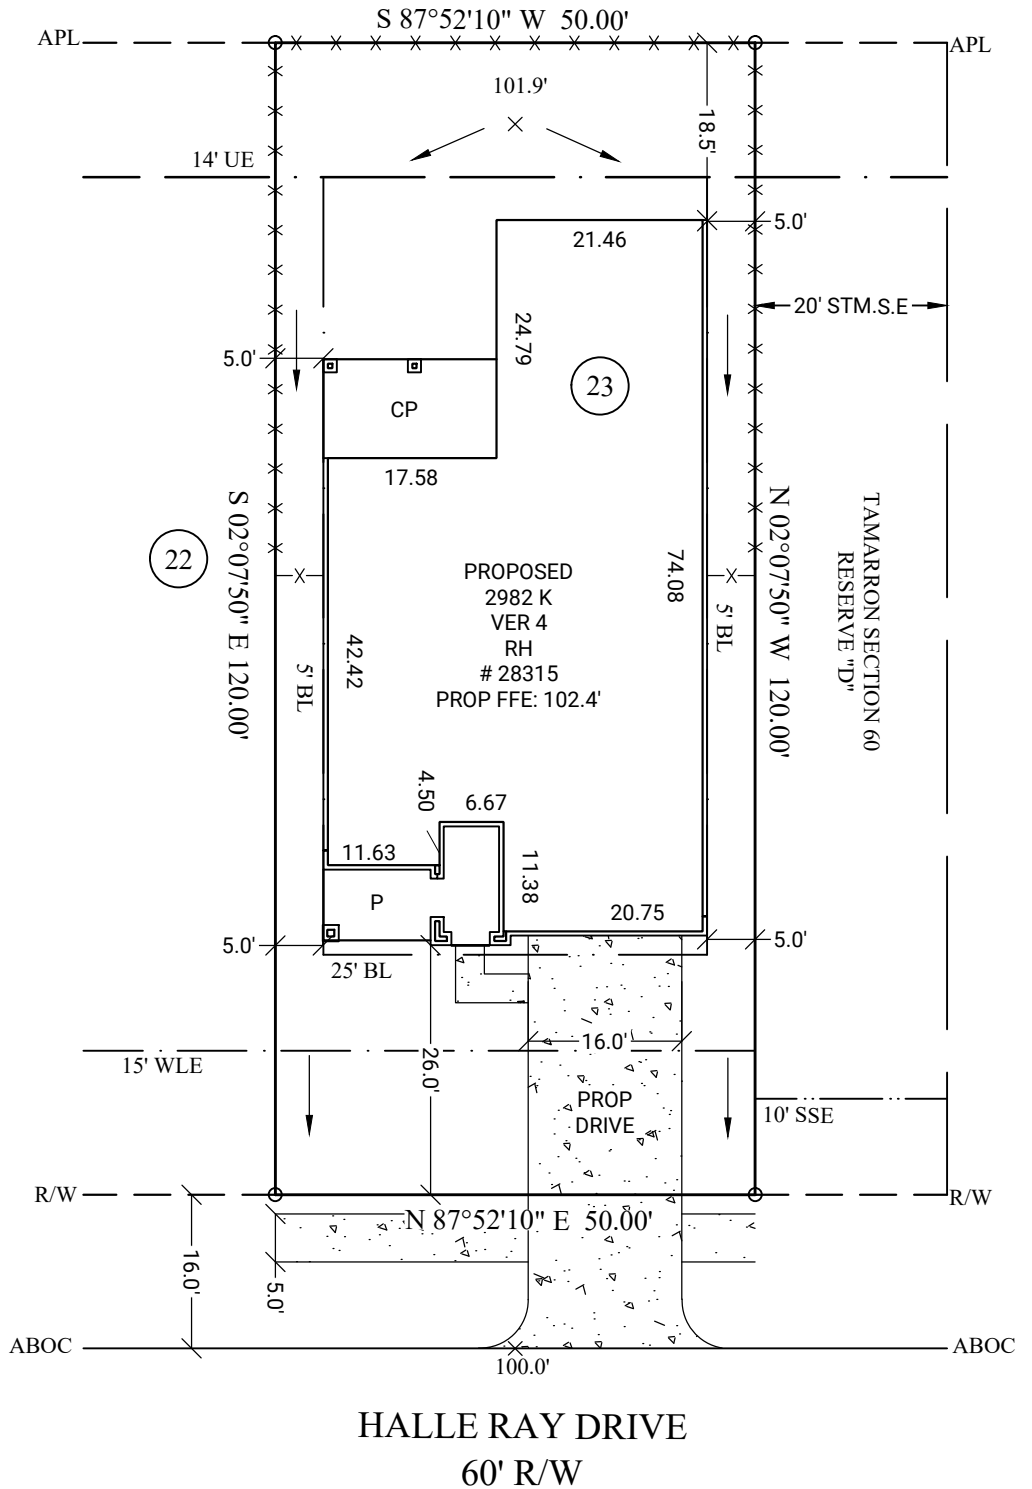 S 87°52'10" W 50.00'
APL
APL
101.9'
18.5'
14' UE
5.0'
21.46
20' STM.S.E
24.79
5.0'
23
CP
17.58
S 02°07'50" E 120.00'
N 02°07'50" W 120.00'
TAMARRON SECTION 60
RESERVE "D"
22
74.08
PROPOSED
2982 K
VER 4
RH
# 28315
PROP FFE: 102.4'
42.42
5' BL
5' BL
4.50
6.67
11.63
11.38
P
20.75
5.0'
5.0'
25' BL
16.0'
26.0'
15' WLE
PROP
DRIVE
10' SSE
R/W
R/W
N 87°52'10" E 50.00'
16.0'
5.0'
ABOC
ABOC
100.0'
HALLE RAY DRIVE
60' R/W